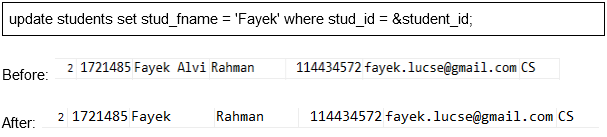 update students set stud_fname = 'Fayek' where stud_id = &student_id;
Before: 2 1721485 Fayek Alvi Rahman 114434572 fayek.lucse@gmail.com CS
After: 2 1721485 Fayek Rahman 114434572 fayek.lucse@gmail.com CS